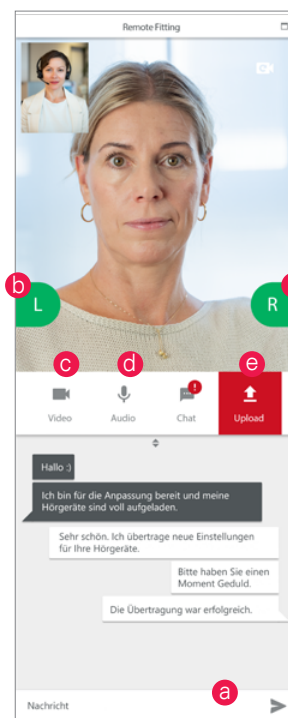 Remote Fitting
b
L
R
c
d
e
Video
Audio
Chat
!
Upload
Hallo :)
Ich bin für die Anpassung bereit und meine
Hörgeräte sind voll aufgeladen.
Sehr schön. Ich übertrage neue Einstellungen
für Ihre Hörgeräte.
Bitte haben Sie einen
Moment Geduld.
Die Übertragung war erfolgreich.
a
Nachricht